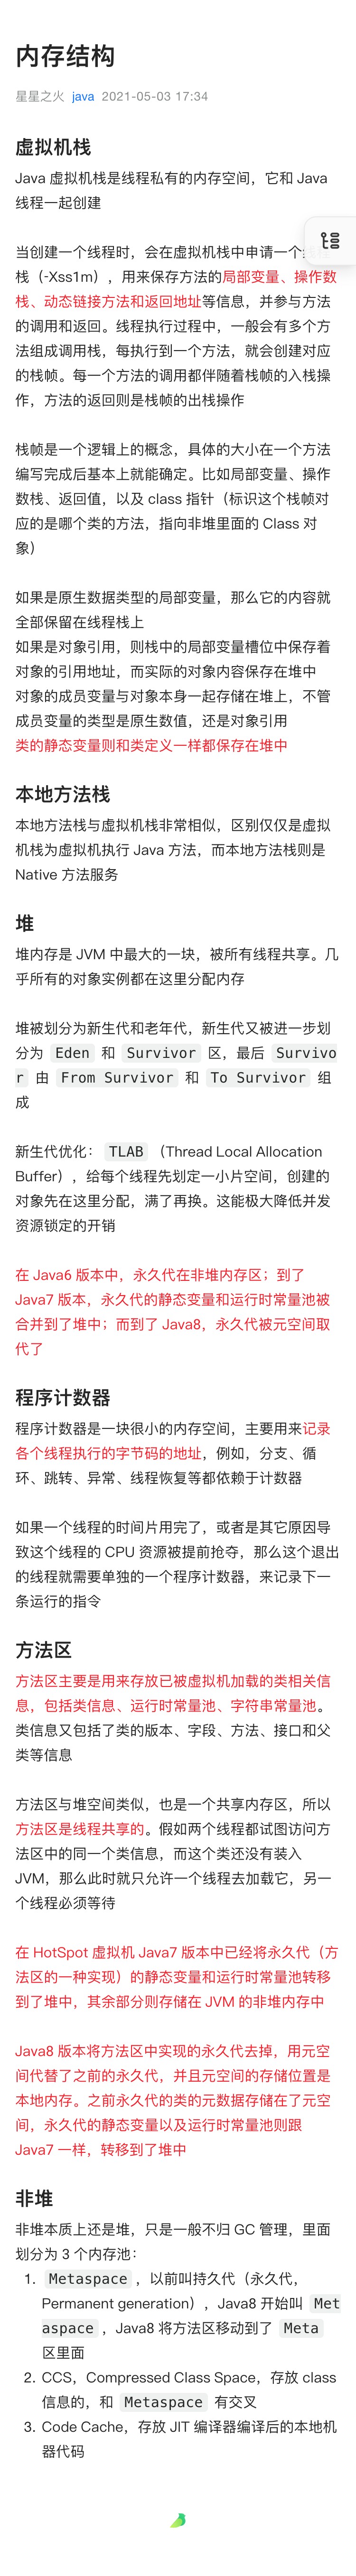 内存结构
星星之火 java 2021-05-03 17:34
虚拟机栈
Java 虚拟机栈是线程私有的内存空间，它和 Java
线程一起创建
当创建一个线程时，会在虚拟机栈中申请一个
栈（-Xss1m），用来保存方法的局部变量、操作数
栈、动态链接方法和返回地址等信息，并参与方法
的调用和返回。线程执行过程中，一般会有多个方
法组成调用栈，每执行到一个方法，就会创建对应
的栈帧。每一个方法的调用都伴随着栈帧的入栈操
作，方法的返回则是栈帧的出栈操作
栈帧是一个逻辑上的概念，具体的大小在一个方法
编写完成后基本上就能确定。比如局部变量、操作
数栈、返回值，以及 class 指针（标识这个栈帧对
应的是哪个类的方法，指向非堆里面的 Class 对
象）
如果是原生数据类型的局部变量，那么它的内容就
全部保留在线程栈上
如果是对象引用，则栈中的局部变量槽位中保存着
对象的引用地址，而实际的对象内容保存在堆中
对象的成员变量与对象本身一起存储在堆上，不管
成员变量的类型是原生数值，还是对象引用
类的静态变量则和类定义一样都保存在堆中
本地方法栈
本地方法栈与虚拟机栈非常相似，区别仅仅是虚拟
机栈为虚拟机执行 Java 方法，而本地方法栈则是
Native 方法服务
堆
堆内存是 JVM 中最大的一块，被所有线程共享。几
乎所有的对象实例都在这里分配内存
堆被划分为新生代和老年代，新生代又被进一步划
分为 Eden 和 Survivor 区，最后 Survivo
r 由 From Survivor 和 To Survivor 组
成
新生代优化： TLAB （Thread Local Allocation
Buffer），给每个线程先划定一小片空间，创建的
对象先在这里分配，满了再换。这能极大降低并发
资源锁定的开销
在 Java6 版本中，永久代在非堆内存区；到了
Java7 版本，永久代的静态变量和运行时常量池被
合并到了堆中；而到了 Java8，永久代被元空间取
代了
程序计数器
程序计数器是一块很小的内存空间，主要用来记录
各个线程执行的字节码的地址，例如，分支、循
环、跳转、异常、线程恢复等都依赖于计数器
如果一个线程的时间片用完了，或者是其它原因导
致这个线程的 CPU 资源被提前抢夺，那么这个退出
的线程就需要单独的一个程序计数器，来记录下一
条运行的指令
方法区
方法区主要是用来存放已被虚拟机加载的类相关信
息，包括类信息、运行时常量池、字符串常量池。
类信息又包括了类的版本、字段、方法、接口和父
类等信息
方法区与堆空间类似，也是一个共享内存区，所以
方法区是线程共享的。假如两个线程都试图访问方
法区中的同一个类信息，而这个类还没有装入
JVM，那么此时就只允许一个线程去加载它，另一
个线程必须等待
在 HotSpot 虚拟机 Java7 版本中已经将永久代（方
法区的一种实现）的静态变量和运行时常量池转移
到了堆中，其余部分则存储在 JVM 的非堆内存中
Java8 版本将方法区中实现的永久代去掉，用元空
间代替了之前的永久代，并且元空间的存储位置是
本地内存。之前永久代的类的元数据存储在了元空
间，永久代的静态变量以及运行时常量池则跟
Java7 一样，转移到了堆中
非堆
非堆本质上还是堆，只是一般不归 GC 管理，里面
划分为 3 个内存池：
1. Metaspace ，以前叫持久代（永久代，
Permanent generation），Java8 开始叫 Met
aspace ，Java8 将方法区移动到了 Meta
区里面
2. CCS，Compressed Class Space，存放 class
信息的，和 Metaspace 有交叉
3. Code Cache，存放 JIT 编译器编译后的本地机
器代码